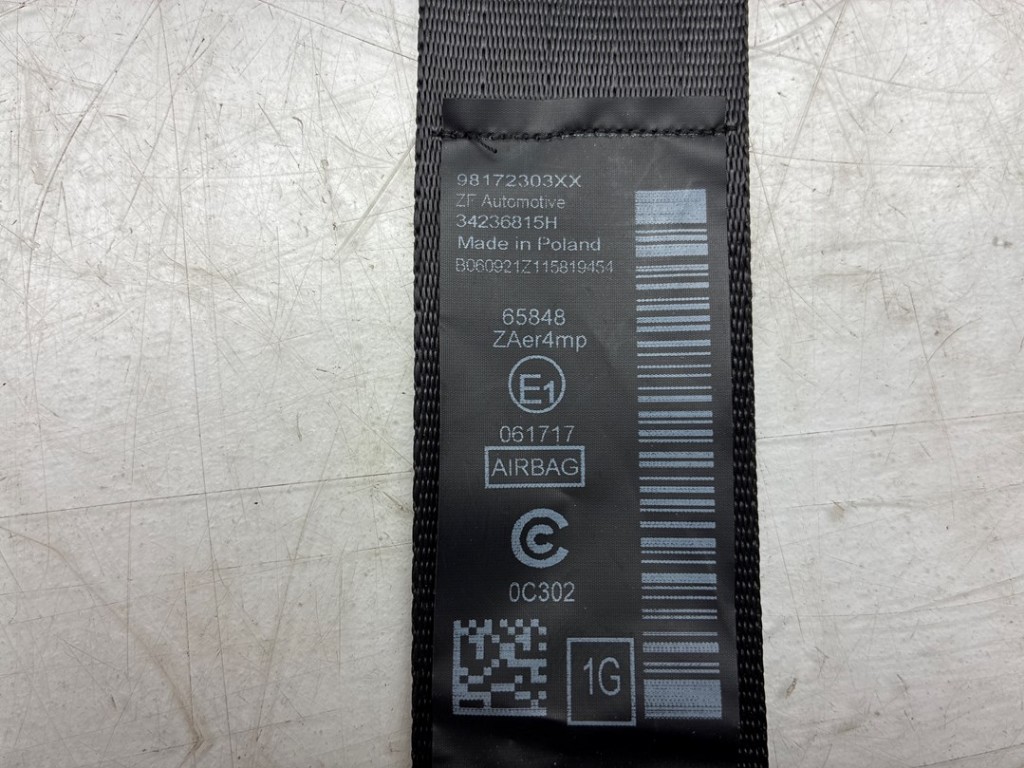 98172303XX
ZF Automotive
34236815H
Made in Poland
B060921Z115819454
65848
ZAer4mp
E1
061717
AIRBAG
0C302
1G